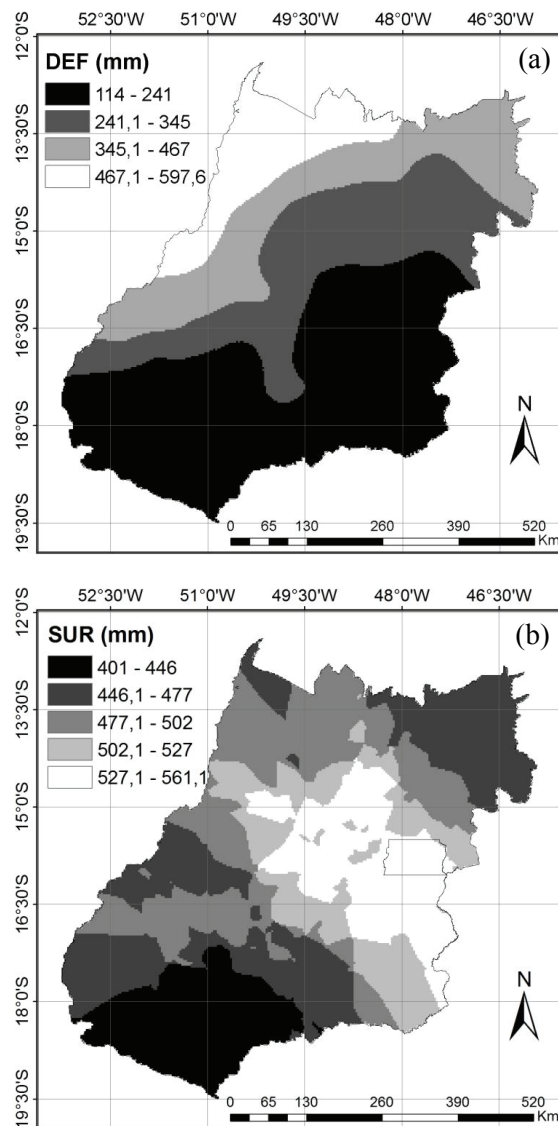 52°30'W 51°0'W 49°30'W 48°0'W 46°30'W
12°0'S
13°30'S
15°0'S
16°30'S
18°0'S
19°30'S
(a)
DEF (mm)
114 - 241
241,1 - 345
345,1 - 467
467,1 - 597,6
N
0 65 130 260 390 520
Km
52°30'W 51°0'W 49°30'W 48°0'W 46°30'W
12°0'S
13°30'S
15°0'S
16°30'S
18°0'S
19°30'S
(b)
SUR (mm)
401 - 446
446,1 - 477
477,1 - 502
502,1 - 527
527,1 - 561,1
N
0 65 130 260 390 520
Km